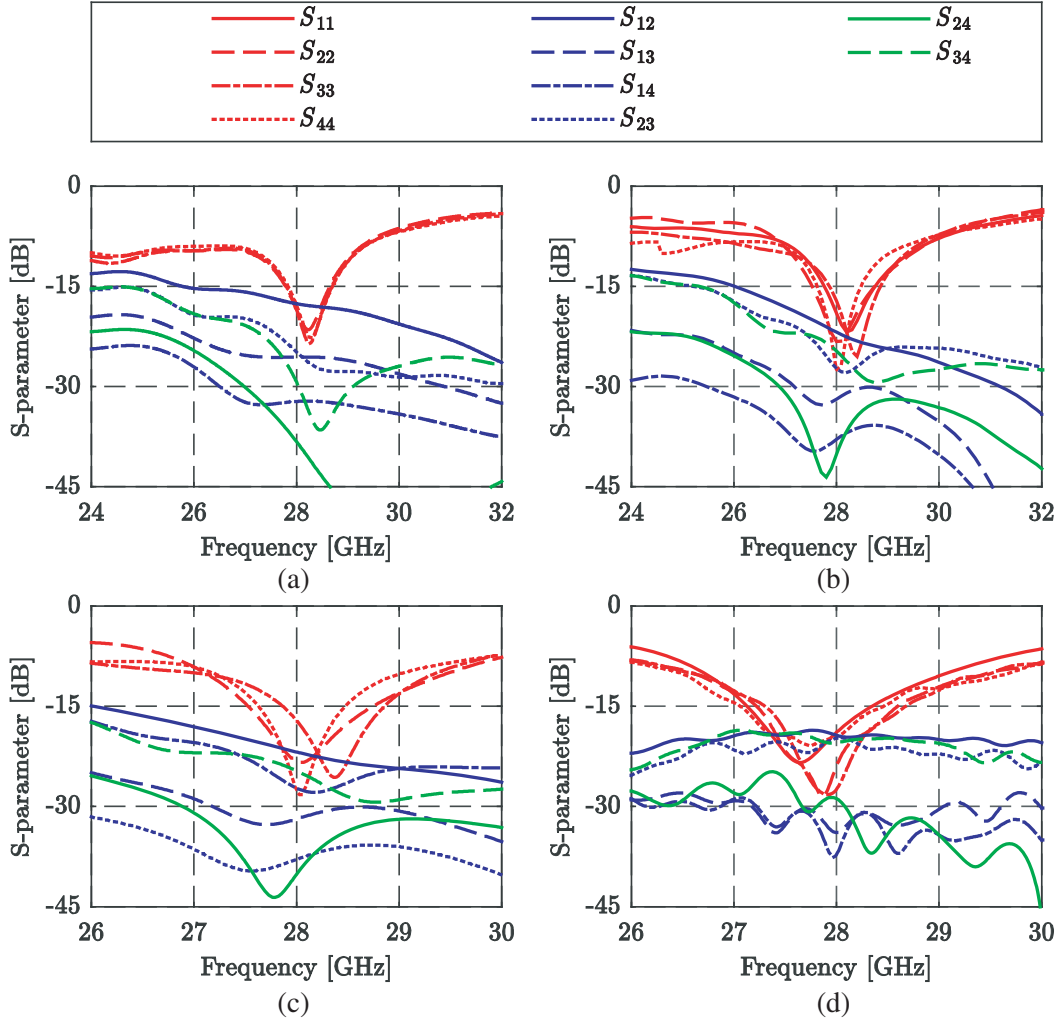 S11 S12 S24
S22 S13 S34
S33 S14
S44 S23
0
-15
-30
-45
S-parameter [dB]
24 26 28 30 32
Frequency [GHz]
(a)
0
-15
-30
-45
S-parameter [dB]
24 26 28 30 32
Frequency [GHz]
(b)
0
-15
-30
-45
S-parameter [dB]
26 27 28 29 30
Frequency [GHz]
(c)
0
-15
-30
-45
S-parameter [dB]
26 27 28 29 30
Frequency [GHz]
(d)